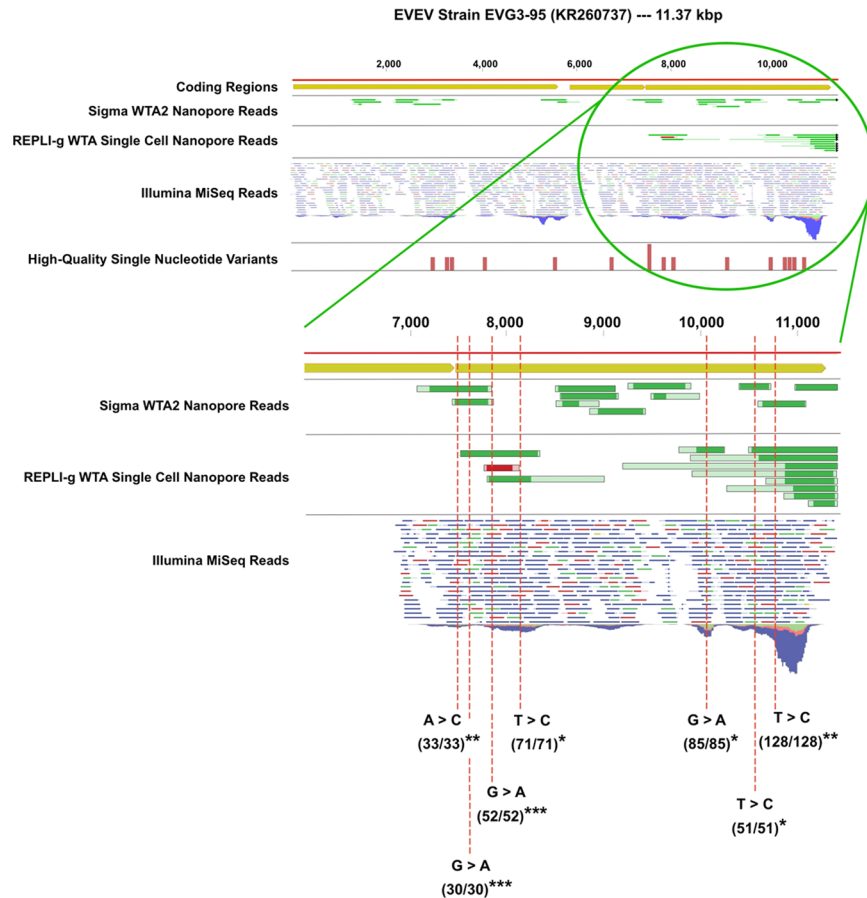 EVEV Strain EVG3-95 (KR260737) --- 11.37 kbp
2,000 4,000 6,000 8,000 10,000
Coding Regions
Sigma WTA2 Nanopore Reads
REPLI-g WTA Single Cell Nanopore Reads
Illumina MiSeq Reads
High-Quality Single Nucleotide Variants
7,000 8,000 9,000 10,000 11,000
Sigma WTA2 Nanopore Reads
REPLI-g WTA Single Cell Nanopore Reads
Illumina MiSeq Reads
A > C T > C G > A T > C
(33/33)** (71/71)* (85/85)* (128/128)**
G > A
(52/52)***
T > C
(51/51)*
G > A
(30/30)***